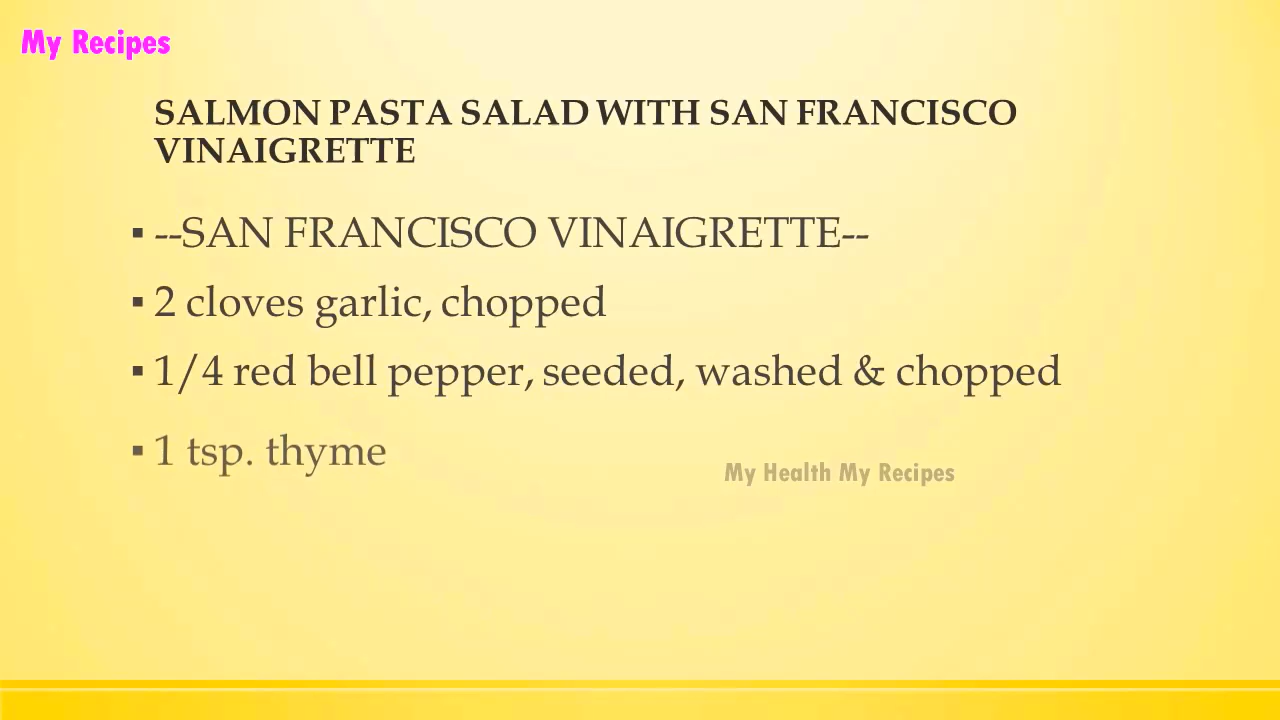 My Recipes
SALMON PASTA SALAD WITH SAN FRANCISCO
VINAIGRETTE
▪ --SAN FRANCISCO VINAIGRETTE--
▪ 2 cloves garlic, chopped
▪ 1/4 red bell pepper, seeded, washed & chopped
▪ 1 tsp. thyme
My Health My Recipes